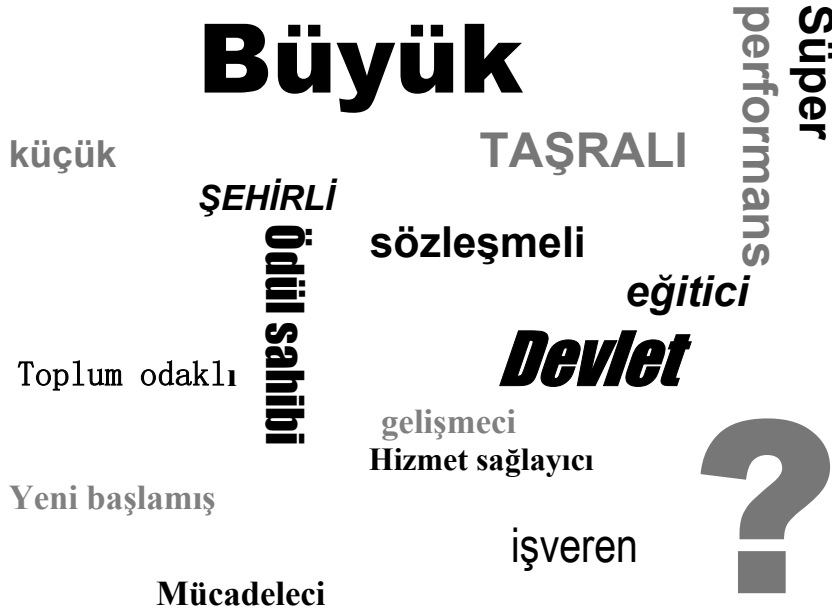 Büyük
Süper
performans
küçük
TAŞRALI
ŞEHİRLİ
Ödül sahibi
sözleşmeli
eğitici
Devlet
Toplum odaklı
gelişmeci
Hizmet sağlayıcı
?
Yeni başlamış
işveren
Mücadeleci